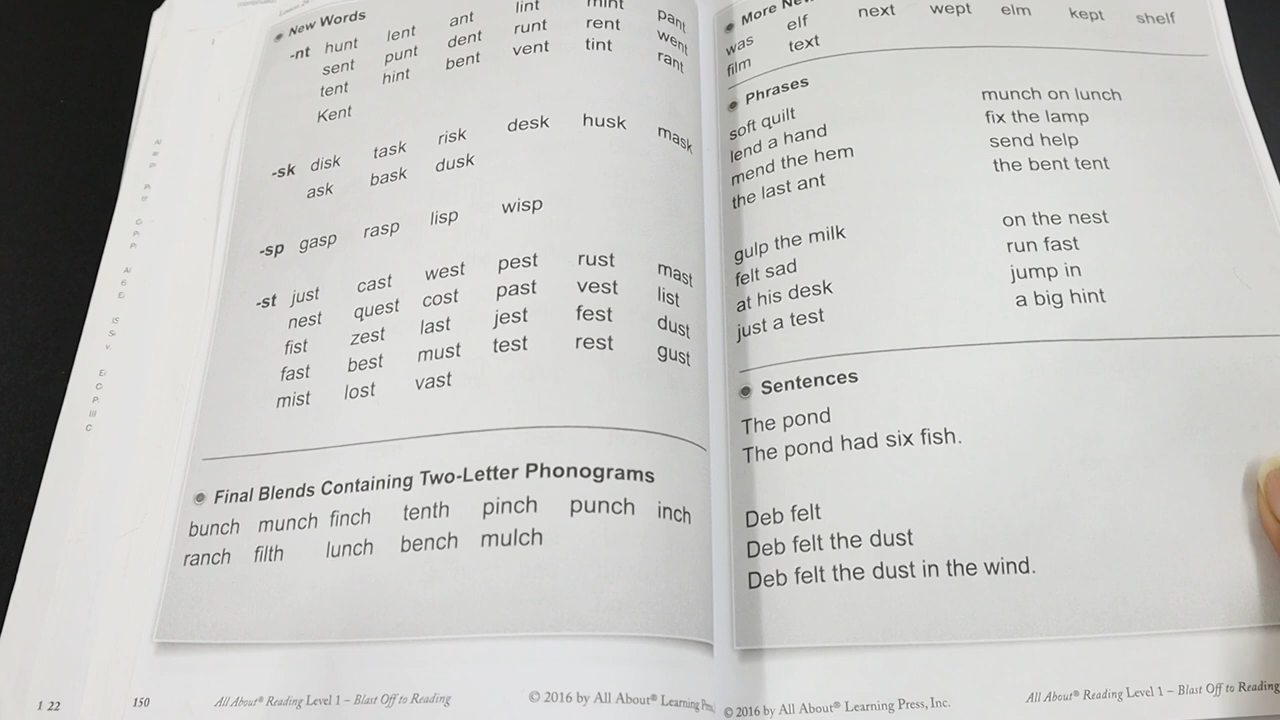 New Words
lint mint
-nt hunt lent ant runt rent pant
sent punt dent vent tint went
tent hint bent rant
Kent
-sk disk task risk desk husk mask
ask bask dusk
-sp gasp rasp lisp wisp
-st just cast west pest rust mast
nest quest cost past vest list
fist zest last jest fest dust
fast best must test rest gust
mist lost vast
Final Blends Containing Two-Letter Phonograms
bunch munch finch tenth pinch punch inch
ranch filth lunch bench mulch
1 22
150 All About® Reading Level 1 – Blast Off to Reading © 2016 by All About® Learning
More
was elf next wept elm kept shelf
film text
Phrases
soft quilt munch on lunch
lend a hand fix the lamp
mend the hem send help
the last ant the bent tent
gulp the milk on the nest
felt sad run fast
at his desk jump in
just a test a big hint
Sentences
The pond
The pond had six fish.
Deb felt
Deb felt the dust
Deb felt the dust in the wind.
© 2016 by All About® Learning Press, Inc. All About® Reading Level 1 – Blast Off to Reading